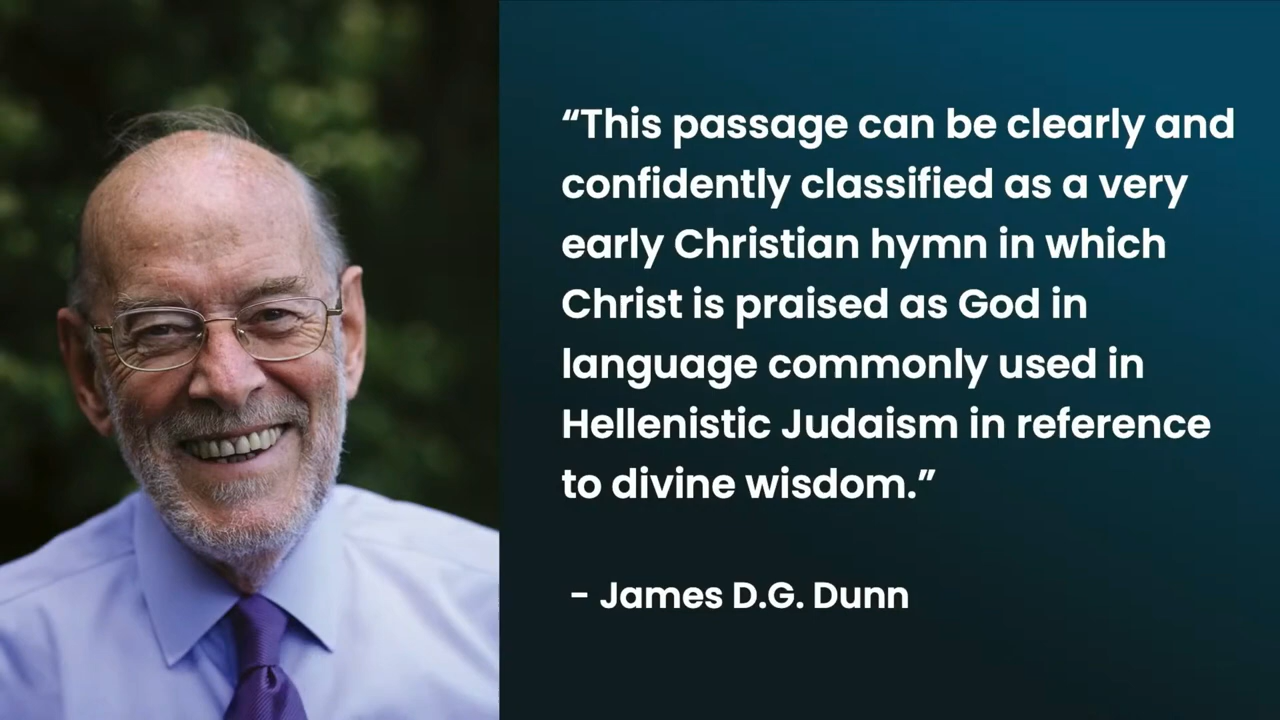 “This passage can be clearly and
confidently classified as a very
early Christian hymn in which
Christ is praised as God in
language commonly used in
Hellenistic Judaism in reference
to divine wisdom.”
- James D.G. Dunn